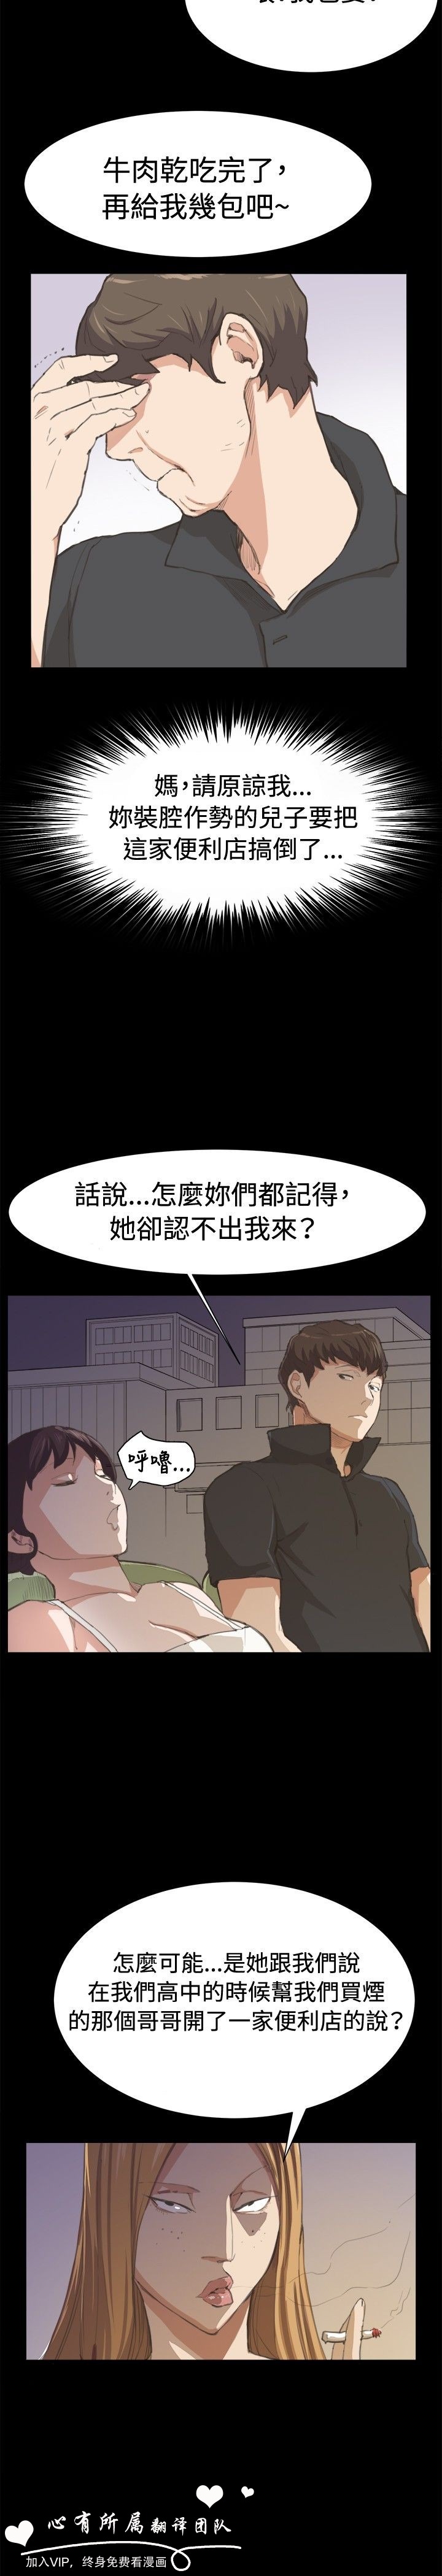 牛肉乾吃完了，
再給我幾包吧~
媽，請原諒我...
妳裝腔作勢的兒子要把
這家便利店搞倒了...
話說...怎麼妳們都記得，
她卻認不出我來？
呼嚕...
怎麼可能...是她跟我們說
在我們高中的時候幫我們買煙
的那個哥哥開了一家便利店的說？
心有所属翻译团队
加入VIP，终身免费看漫画